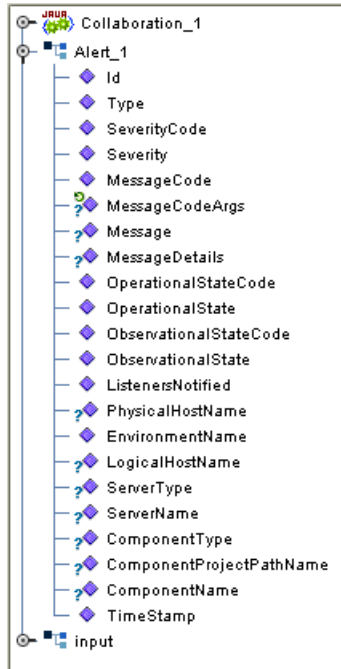 JAVA
Collaboration_1
Alert_1
Id
Type
SeverityCode
Severity
MessageCode
? MessageCodeArgs
? Message
? MessageDetails
OperationalStateCode
OperationalState
ObservationalStateCode
ObservationalState
ListenersNotified
? PhysicalHostName
EnvironmentName
? LogicalHostName
? ServerType
? ServerName
? ComponentType
? ComponentProjectPathName
? ComponentName
TimeStamp
input